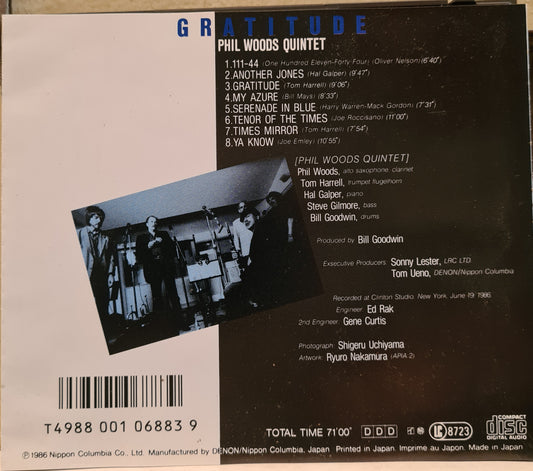 GRATITUDE
PHIL WOODS QUINTET
1.111-44 (One Hundred Eleven-Forty Four) (Oliver Nelson)(6'40")
2.ANOTHER JONES (Hal Galper) (9'47")
3.GRATITUDE (Tom Harrell) (9'06")
4.MY AZURE (Bill Mays) (8'33")
5.SERENADE IN BLUE (Harry Warren-Mack Gordon) (7'31")
6.TENOR OF THE TIMES (Joe Roccisano) (11'00")
7.TIMES MIRROR (Tom Harrell) (7'54")
8.YA KNOW (Joe Emley) (10'55")
[PHIL WOODS QUINTET]
Phil Woods, alto saxophone clarinet
Tom Harrell, trumpet flugelhorn
Hal Galper, piano
Steve Gilmore, bass
Bill Goodwin, drums
Produced by Bill Goodwin
Exsecutive Producers: Sonny Lester, LRC LTD.
Tom Ueno, DENON/Nippon Columbia
Recorded at Clinton Studio, New York, June 19 1986
Engineer: Ed Rak
2nd Engineer: Gene Curtis
Photograph: Shigeru Uchiyama
Artwork: Ryuro Nakamura (APIA 2)
T4988 001 06883 9
TOTAL TIME 71'00" DDD LC 8723 COMPACT disc DIGITAL AUDIO
Ⓟ1986 Nippon Columbia Co., Ltd. Manufactured by DENON/Nippon Columbia, Japan Printed in Japan. Imprime au Japon. Made in Japan.